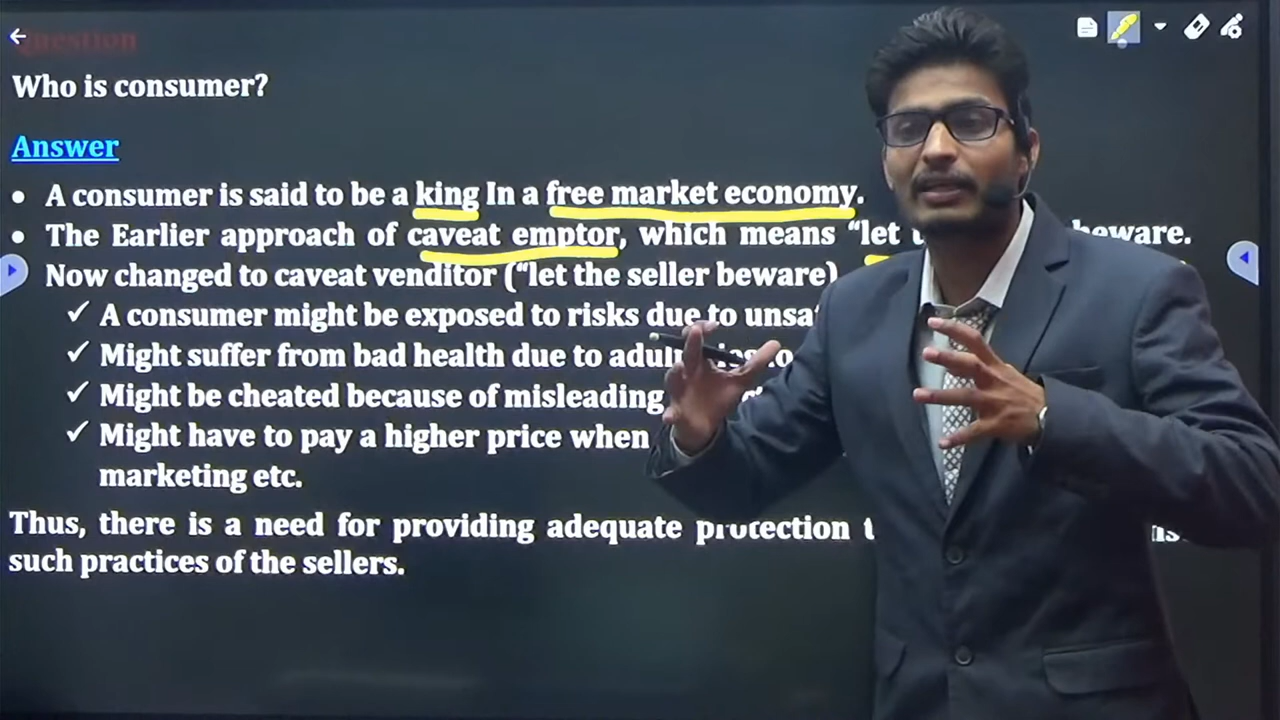 Question
Who is consumer?
Answer
• A consumer is said to be a king In a free market economy.
• The Earlier approach of caveat emptor, which means “let beware.
Now changed to caveat venditor (“let the seller beware)
✓ A consumer might be exposed to risks due to
✓ Might suffer from bad health due to
✓ Might be cheated because of misleading
✓ Might have to pay a higher price when
marketing etc.
Thus, there is a need for providing adequate protection
such practices of the sellers.